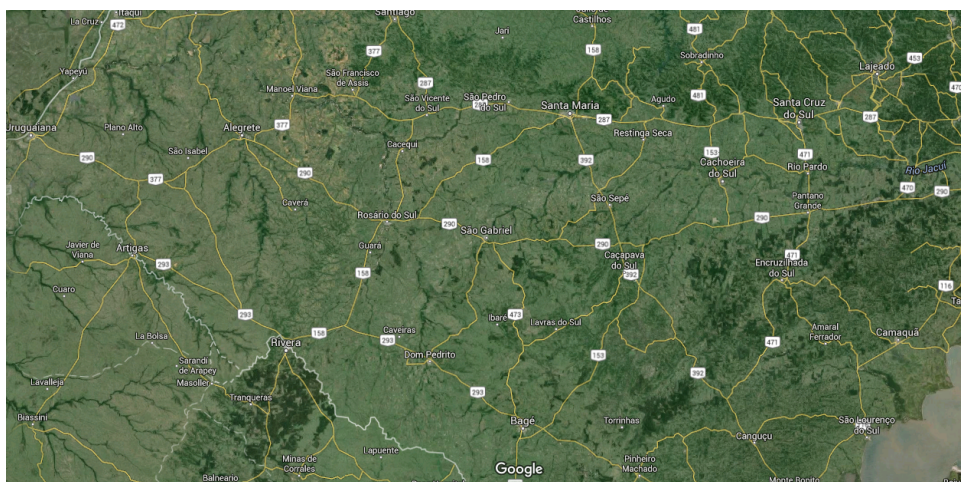 Itaqui
La Cruz
472
Santiago
Castilhos
Jari
481
158
Sobradinho
453
Lajeado
377
287
Yapeyú
São Francisco
de Assis
Manoel Viana
São Vicente
do Sul
São Pedro
do Sul
Santa Maria
Agudo
481
Santa Cruz
do Sul
470
287
287
Restinga Seca
Uruguaiana
Plano Alto
Alegrete
377
Cacequi
290
São Isabel
158
392
153
Cachoeira
do Sul
471
Rio Pardo
Rio Jacuí
377
290
470
290
Caverá
São Sepé
Pantano
Grande
Rosário do Sul
290
São Gabriel
290
290
Javier de
Viana
Artigas
293
Guará
158
Caçapava
do Sul
392
471
Encruzilhada
do Sul
Cuaro
116
293
Ibaré
473
Lavras do Sul
La Bolsa
Rivera
158
Caveiras
293
Dom Pedrito
153
Amaral
Ferrador
471
Camaquã
Sarandi
de Arapey
Masoller
Lavalleja
Tranqueras
293
392
Biassini
Bagé
Torrinhas
São Lourenço
do Sul
Canguçu
Lapuente
Minas de
Corrales
Google
Pinheiro
Machado
Balneario
Monte Bonito